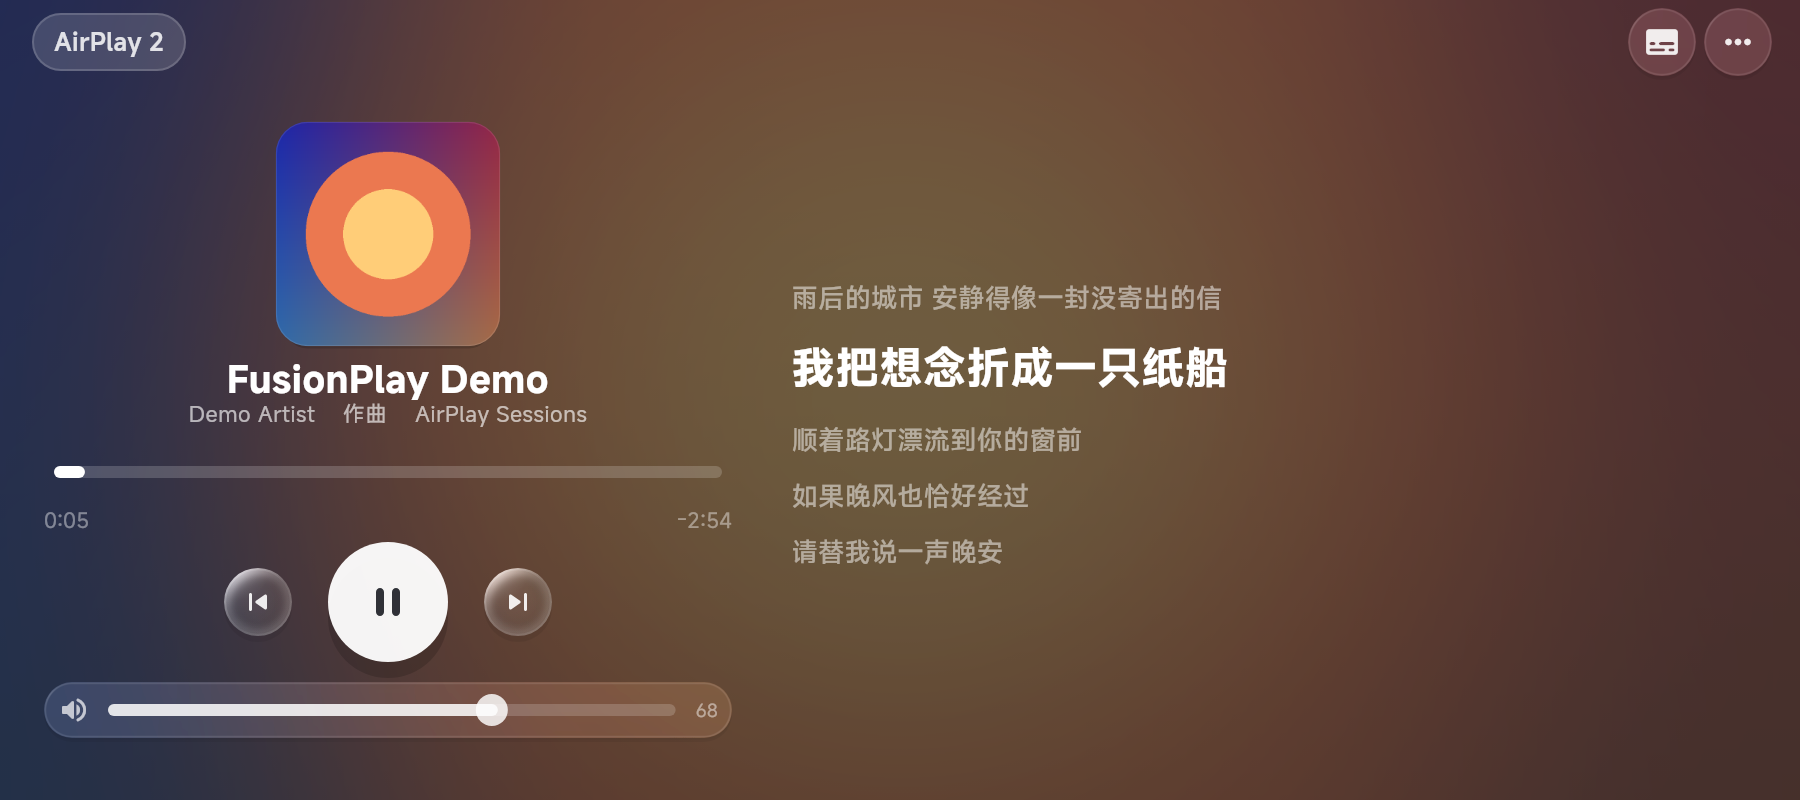 AirPlay 2
FusionPlay Demo
Demo Artist 作曲 AirPlay Sessions
0:05 -2:54
68
雨后的城市 安静得像一封没寄出的信
我把想念折成一只纸船
顺着路灯漂流到你的窗前
如果晚风也恰好经过
请替我说一声晚安